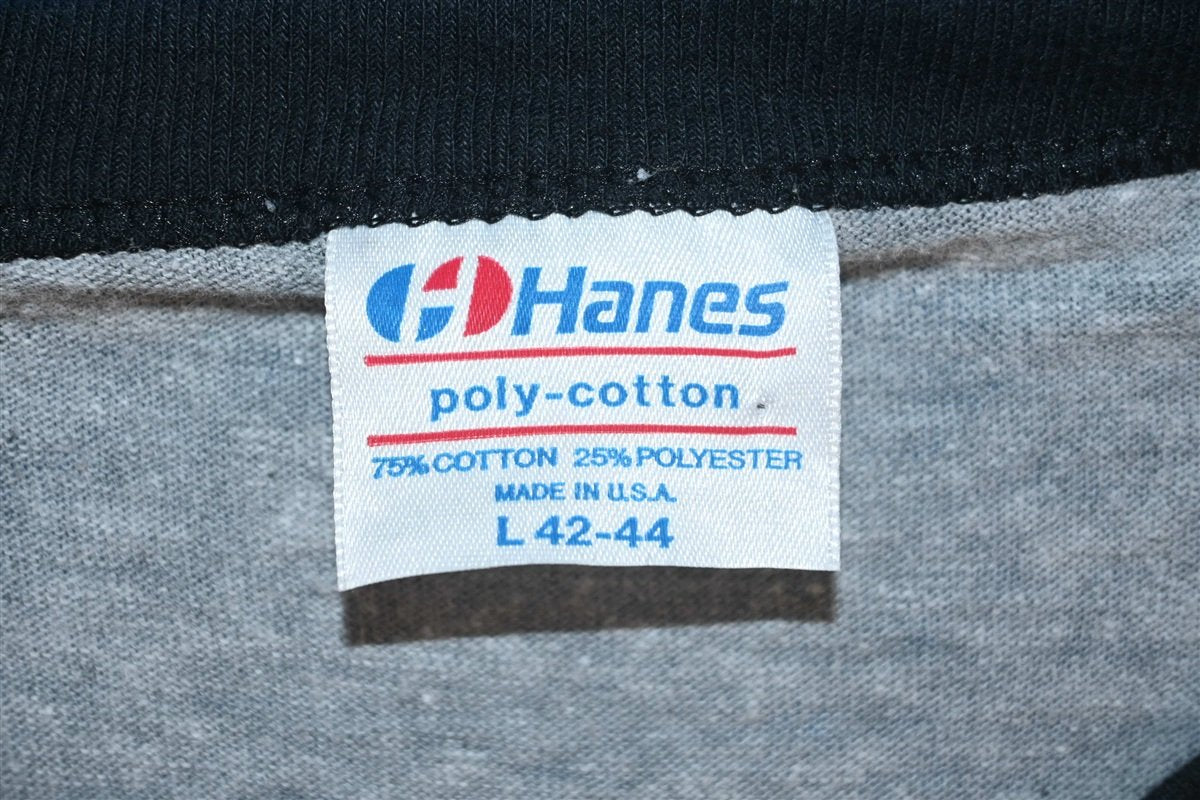 Hanes
poly-cotton
75% COTTON 25% POLYESTER
MADE IN U.S.A.
L 42-44